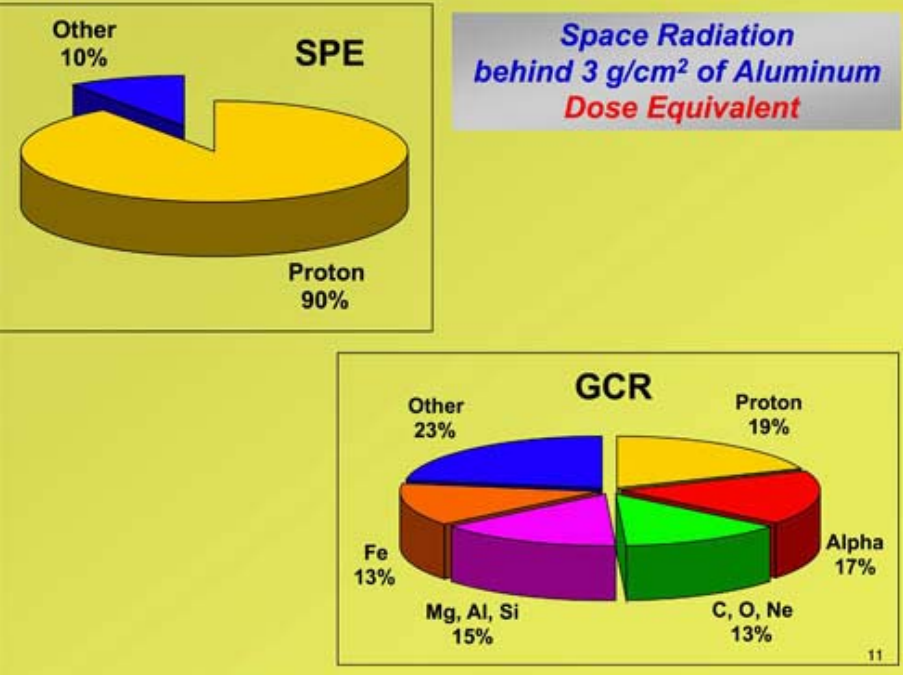 Space Radiation
behind 3 g/cm² of Aluminum
Dose Equivalent
SPE
Other
10%
Proton
90%
GCR
Other
23%
Proton
19%
Alpha
17%
C, O, Ne
13%
Mg, Al, Si
15%
Fe
13%
11